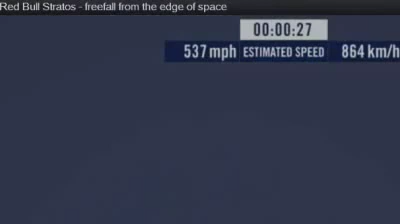 Red Bull Stratos - freefall from the edge of space
00:00:27
537 mph ESTIMATED SPEED 864 km/h